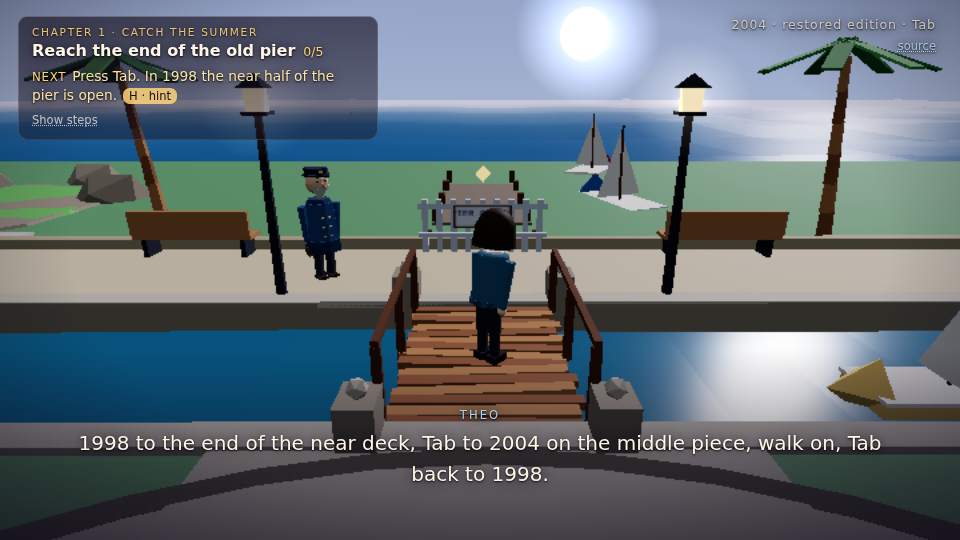 CHAPTER 1 · CATCH THE SUMMER
Reach the end of the old pier 0/5
NEXT Press Tab. In 1998 the near half of the
pier is open. H · hint
Show steps
2004 · restored edition · Tab
source
THEO
1998 to the end of the near deck, Tab to 2004 on the middle piece, walk on, Tab
back to 1998.